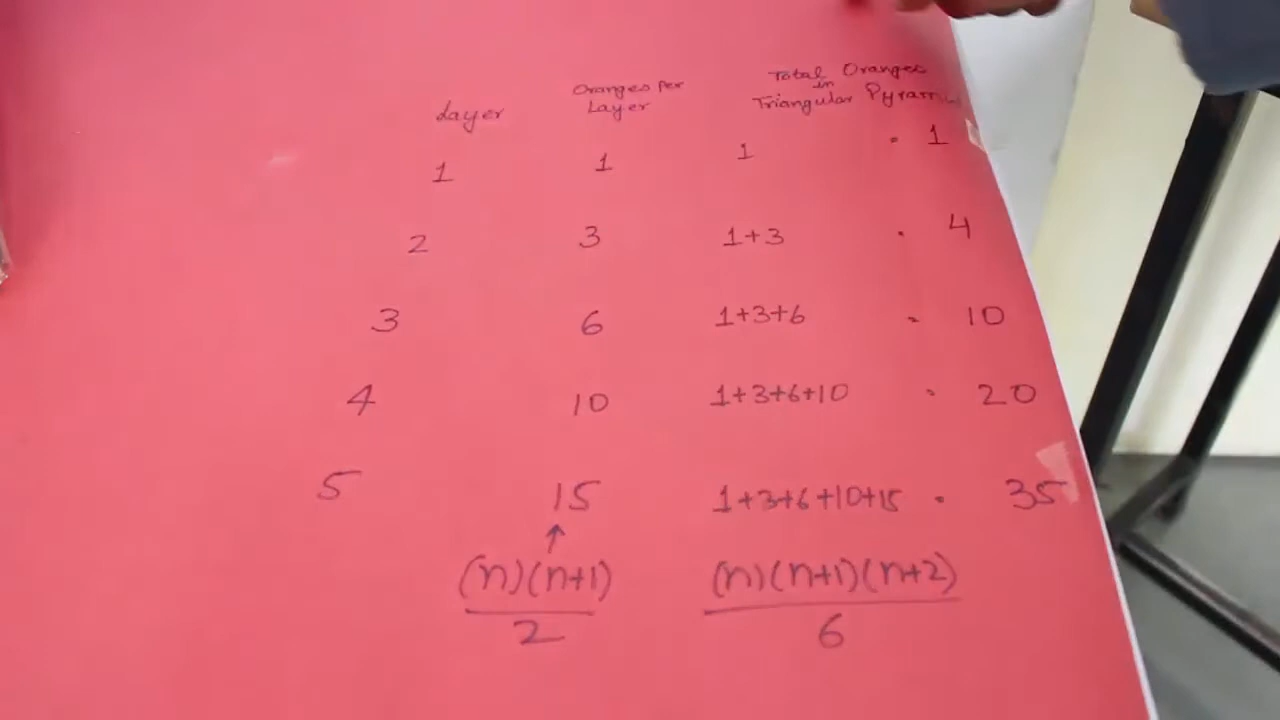 Layer Oranges Per Layer Total Oranges in Triangular
1 1 1 = 1
2 3 1+3 = 4
3 6 1+3+6 = 10
4 10 1+3+6+10 = 20
5 15 1+3+6+10+15 = 35
↑
(n)(n+1)/2 (n)(n+1)(n+2)/6